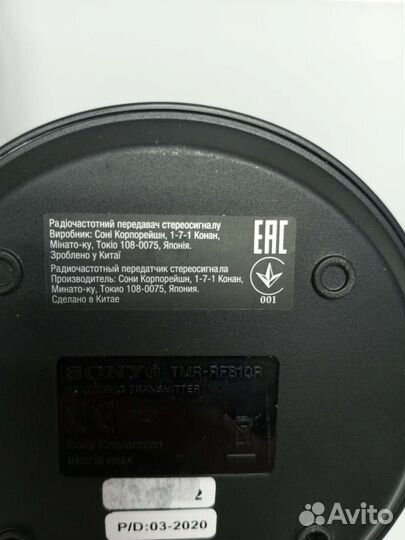 Радіочастотний передавач стереосигналу
Виробник: Соні Корпорейшн, 1-7-1 Конан,
Мінато-ку, Токіо 108-0075, Японія.
Зроблено у Китаї
Радиочастотный передатчик стереосигнала
Производитель: Сони Корпорейшн, 1-7-1 Конан,
Минато-ку, Токио 108-0075, Япония.
Сделано в Китае
EAC
001
SONY TMR-RF810R
RF STEREO TRANSMITTER
CE
Sony Corporation
MADE IN CHINA
2
P/D:03-2020
Avito